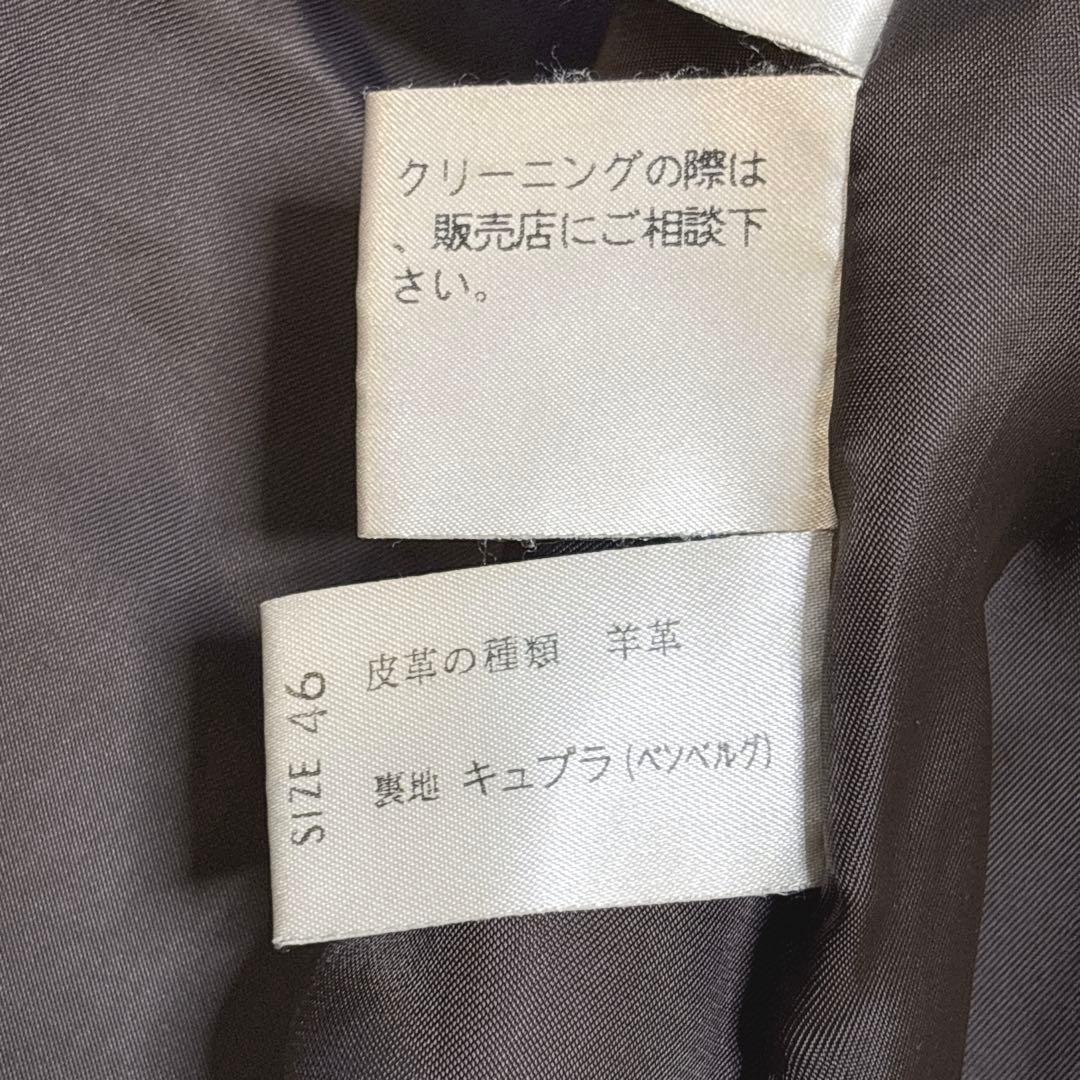 クリーニングの際は
、販売店にご相談下
さい。
皮革の種類 羊革
裏地 キュプラ(ベンベルグ)
SIZE 46